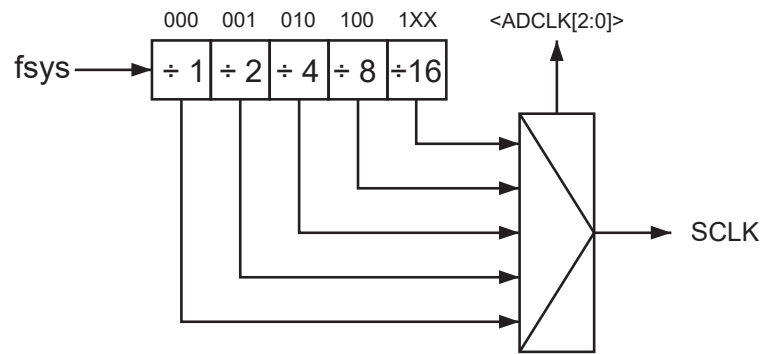 000 001 010 100 1XX <ADCLK[2:0]>
fsys ÷ 1 ÷ 2 ÷ 4 ÷ 8 ÷16
SCLK